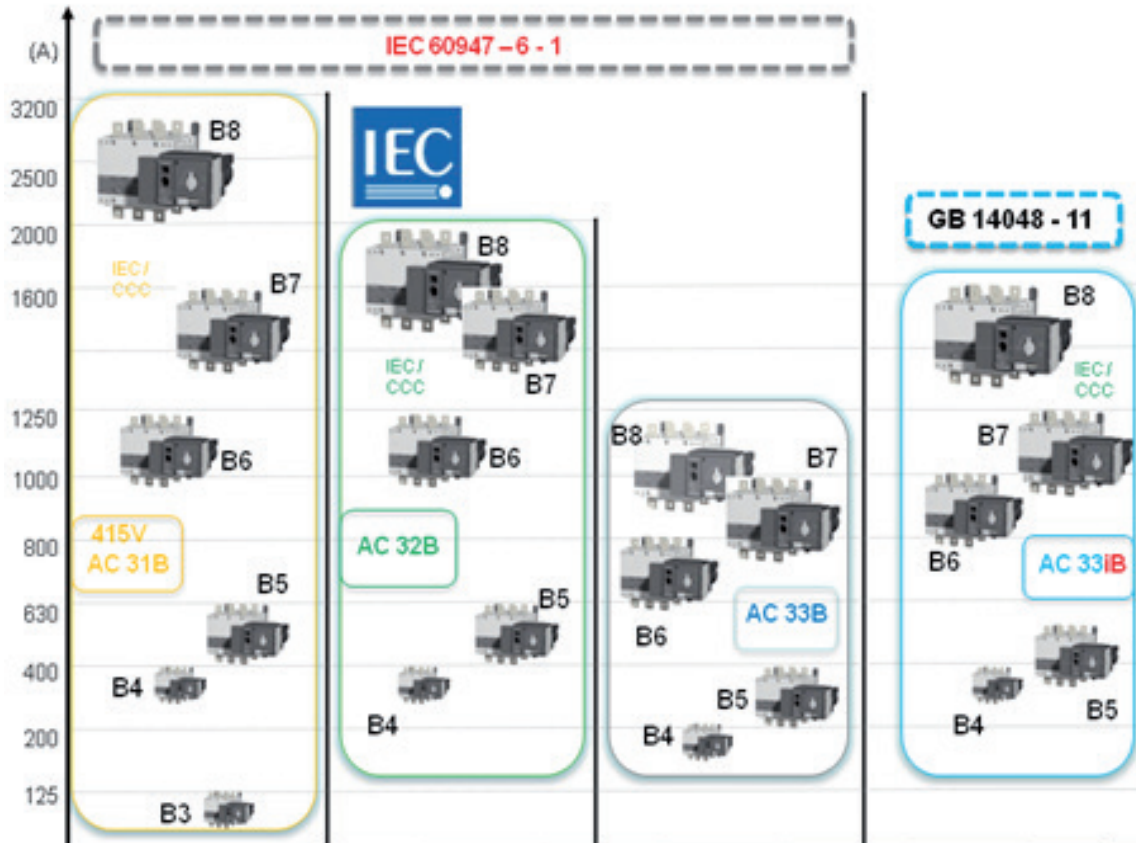 (A)
IEC 60947 – 6 - 1
3200
2500
2000
1600
1250
1000
800
630
400
200
125
B8
IEC /
CCC
B7
B6
415V
AC 31B
B5
B4
B3
IEC
B8
B7
IEC /
CCC
B6
AC 32B
B5
B4
B8
B7
B6
AC 33B
B5
B4
GB 14048 - 11
B8
IEC /
CCC
B7
B6
AC 33iB
B5
B4